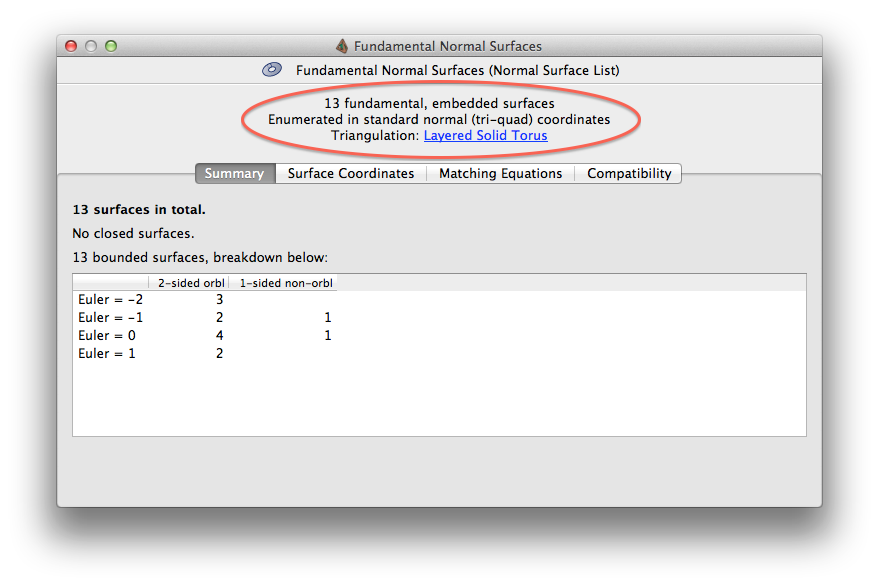 Fundamental Normal Surfaces
Fundamental Normal Surfaces (Normal Surface List)
13 fundamental, embedded surfaces
Enumerated in standard normal (tri-quad) coordinates
Triangulation: Layered Solid Torus
Summary Surface Coordinates Matching Equations Compatibility
13 surfaces in total.
No closed surfaces.
13 bounded surfaces, breakdown below:
2-sided orbl 1-sided non-orbl
Euler = -2 3
Euler = -1 2 1
Euler = 0 4 1
Euler = 1 2